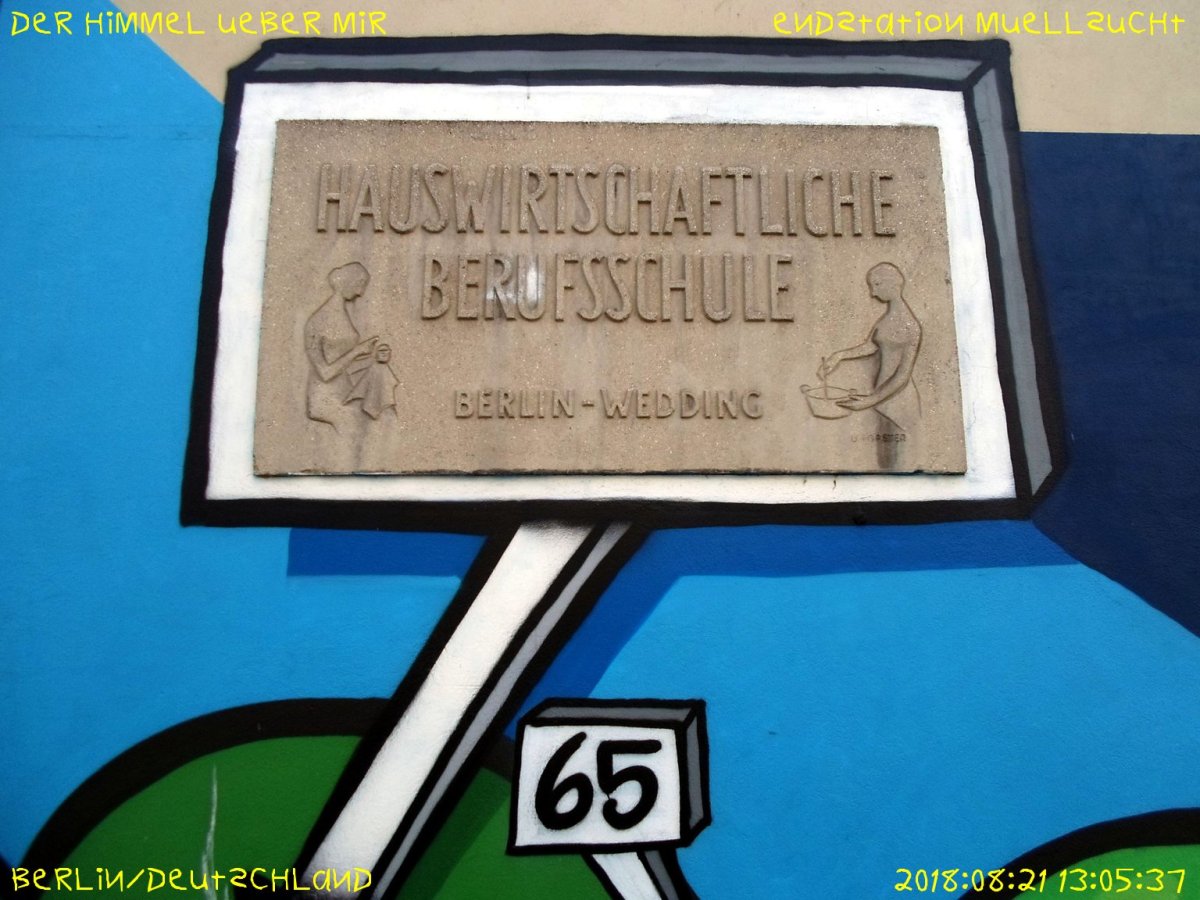 DER HiMMEL UEBER MiR
endstation MUELLSUCHT
HAUSWIRTSCHAFTLICHE
BERUFSSCHULE
BERLIN-WEDDING
65
BERLin/DEUtSCHLanD
2018:08:21 13:05:37